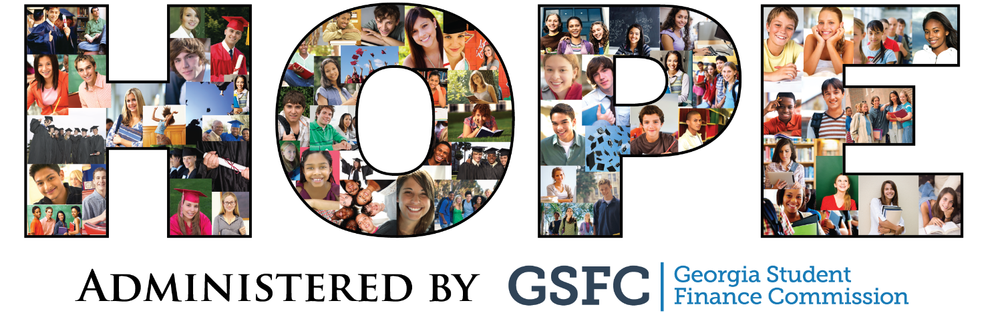 HOPE
ADMINISTERED BY GSFC Georgia Student
Finance Commission